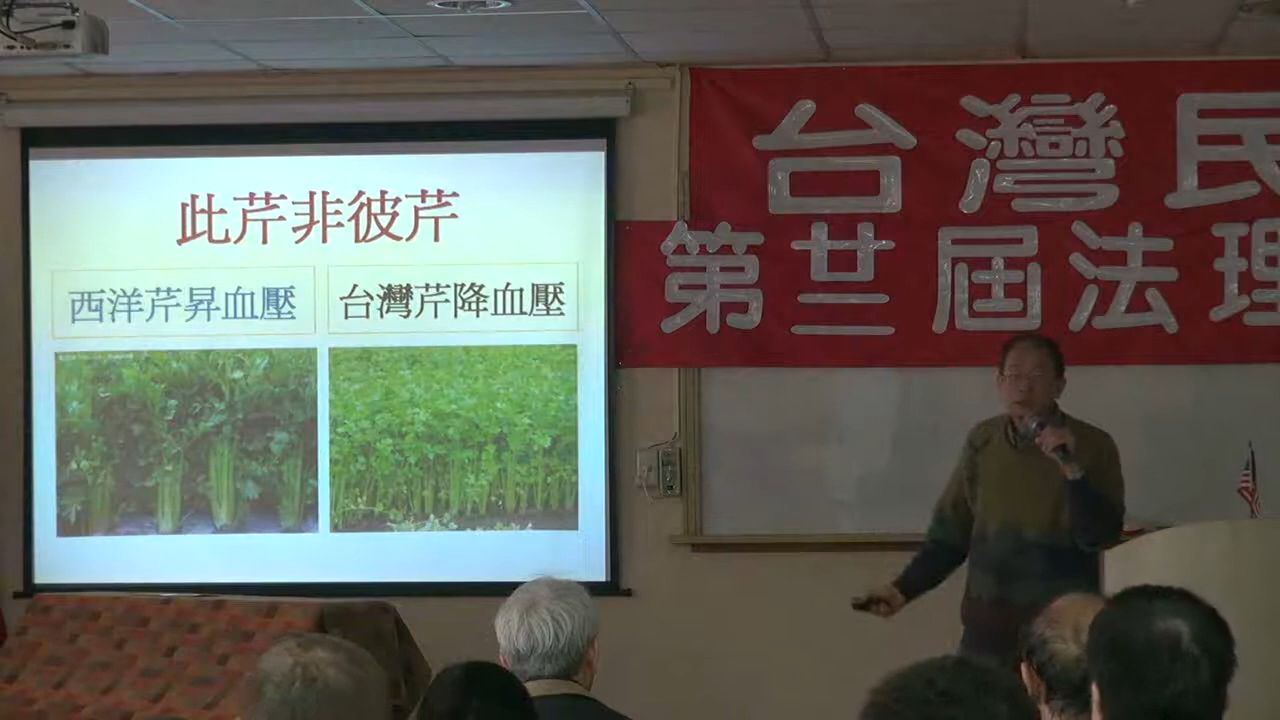 此芹非彼芹
西洋芹昇血壓
台灣芹降血壓
台灣民
第廿二屆法理